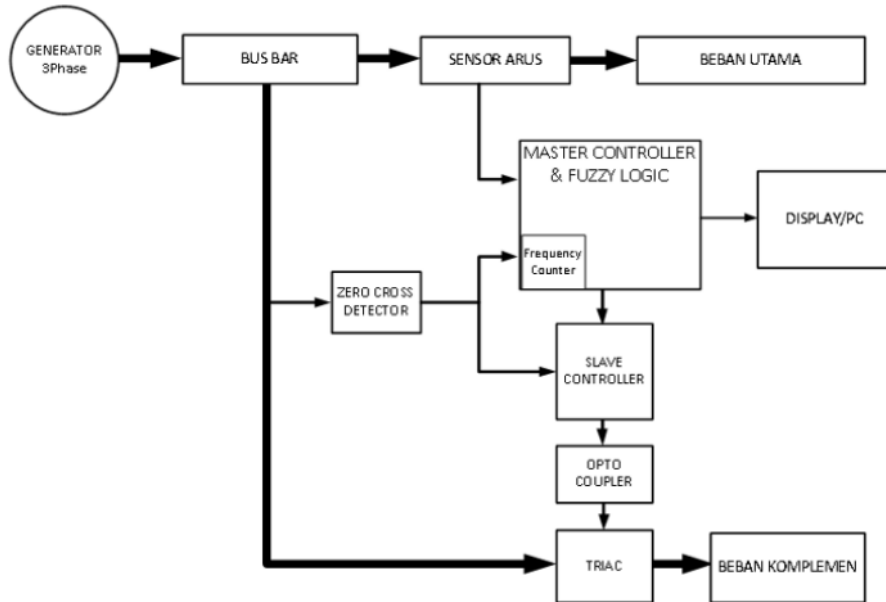 GENERATOR
3Phase
BUS BAR
SENSOR ARUS
BEBAN UTAMA
MASTER CONTROLLER
& FUZZY LOGIC
DISPLAY/PC
Frequency
Counter
ZERO CROSS
DETECTOR
SLAVE
CONTROLLER
OPTO
COUPLER
TRIAC
BEBAN KOMPLEMEN